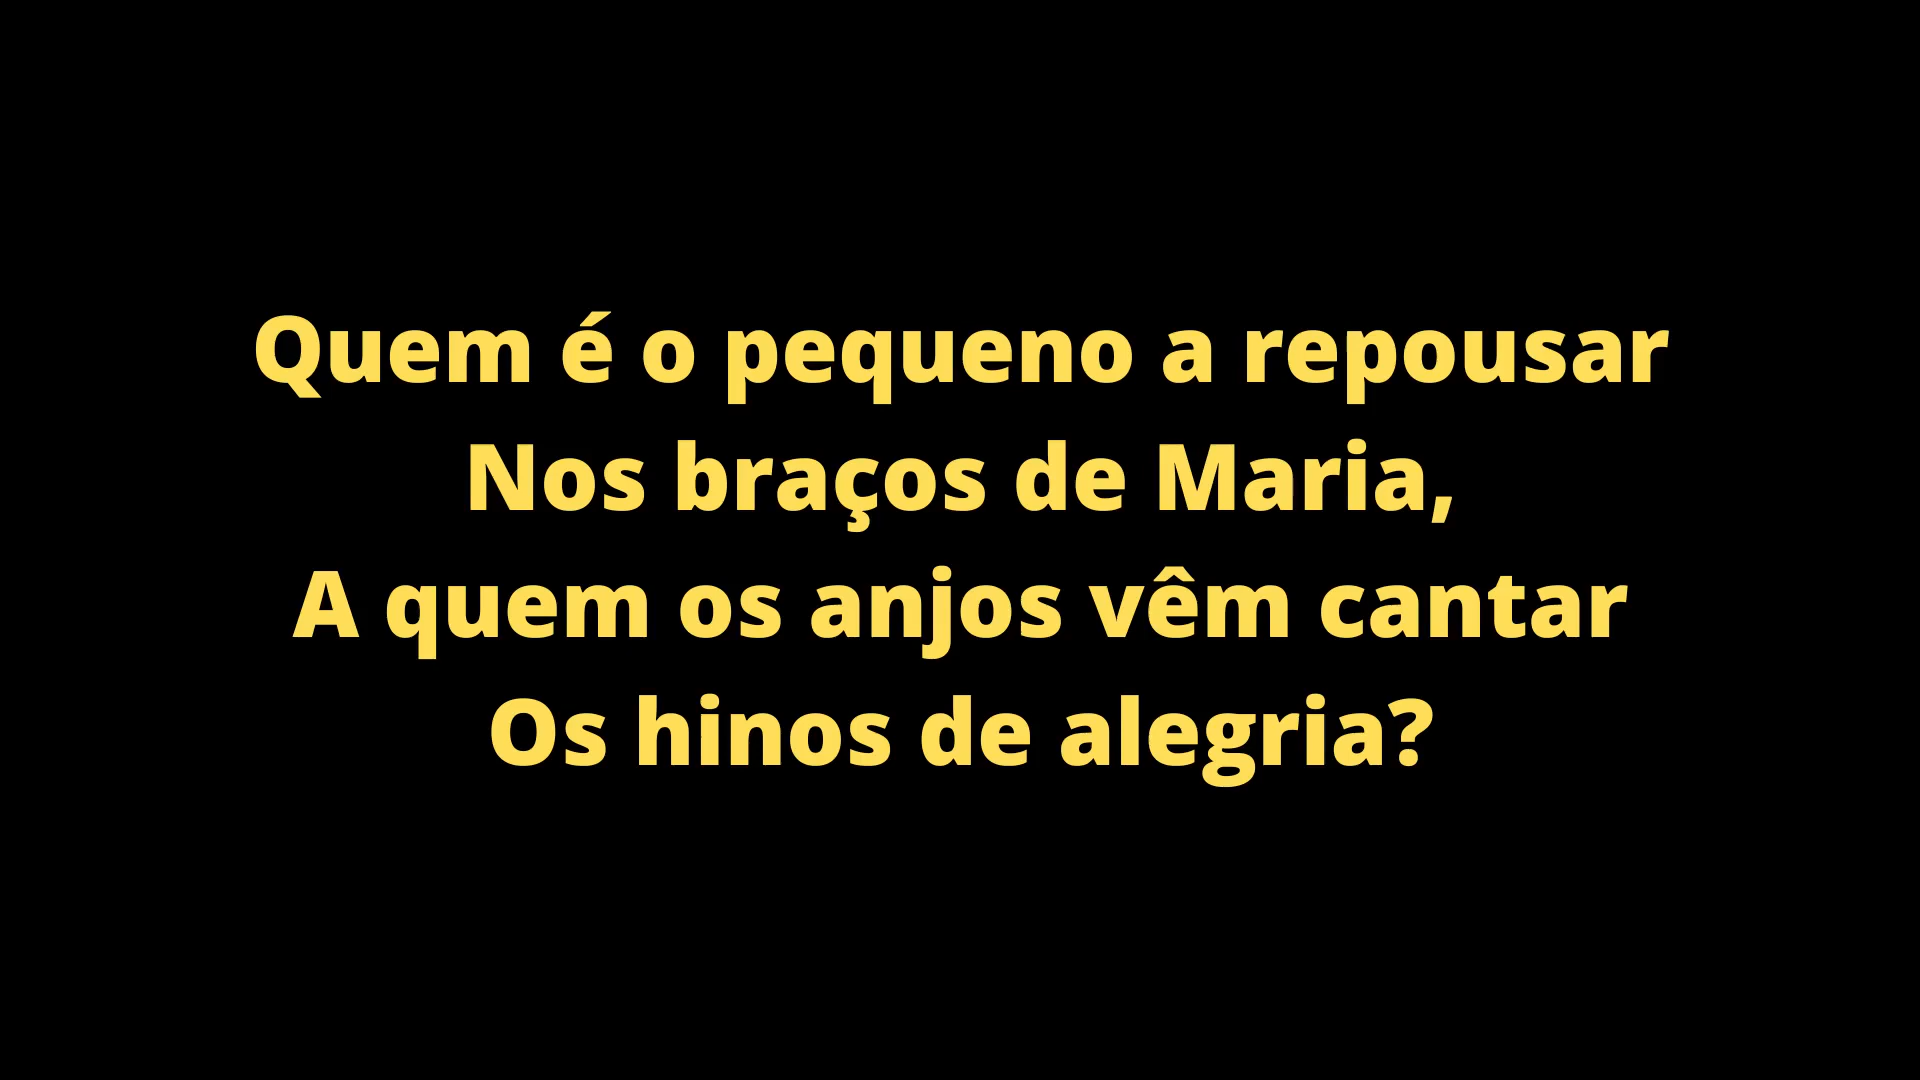 Quem é o pequeno a repousar
Nos braços de Maria,
A quem os anjos vêm cantar
Os hinos de alegria?